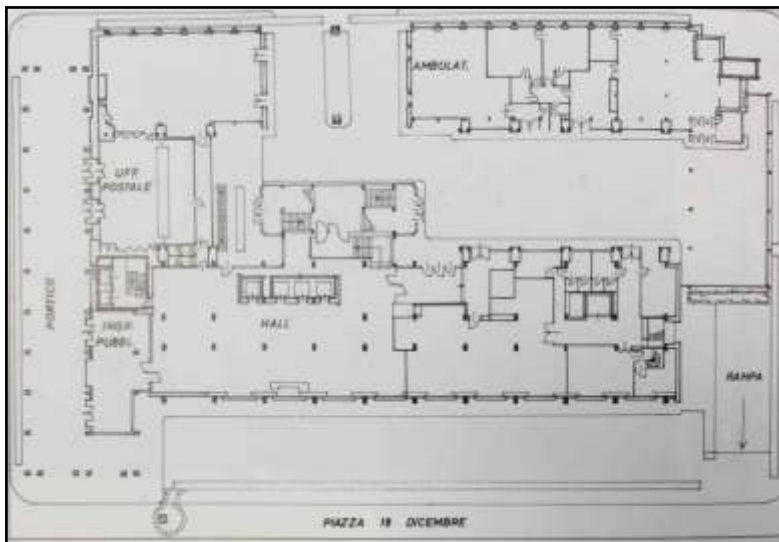 AMBULAT.
UFF.
POSTALE
PORTICO
HALL
INGR.
PUBBL.
RAMPA
PIAZZA 18 DICEMBRE